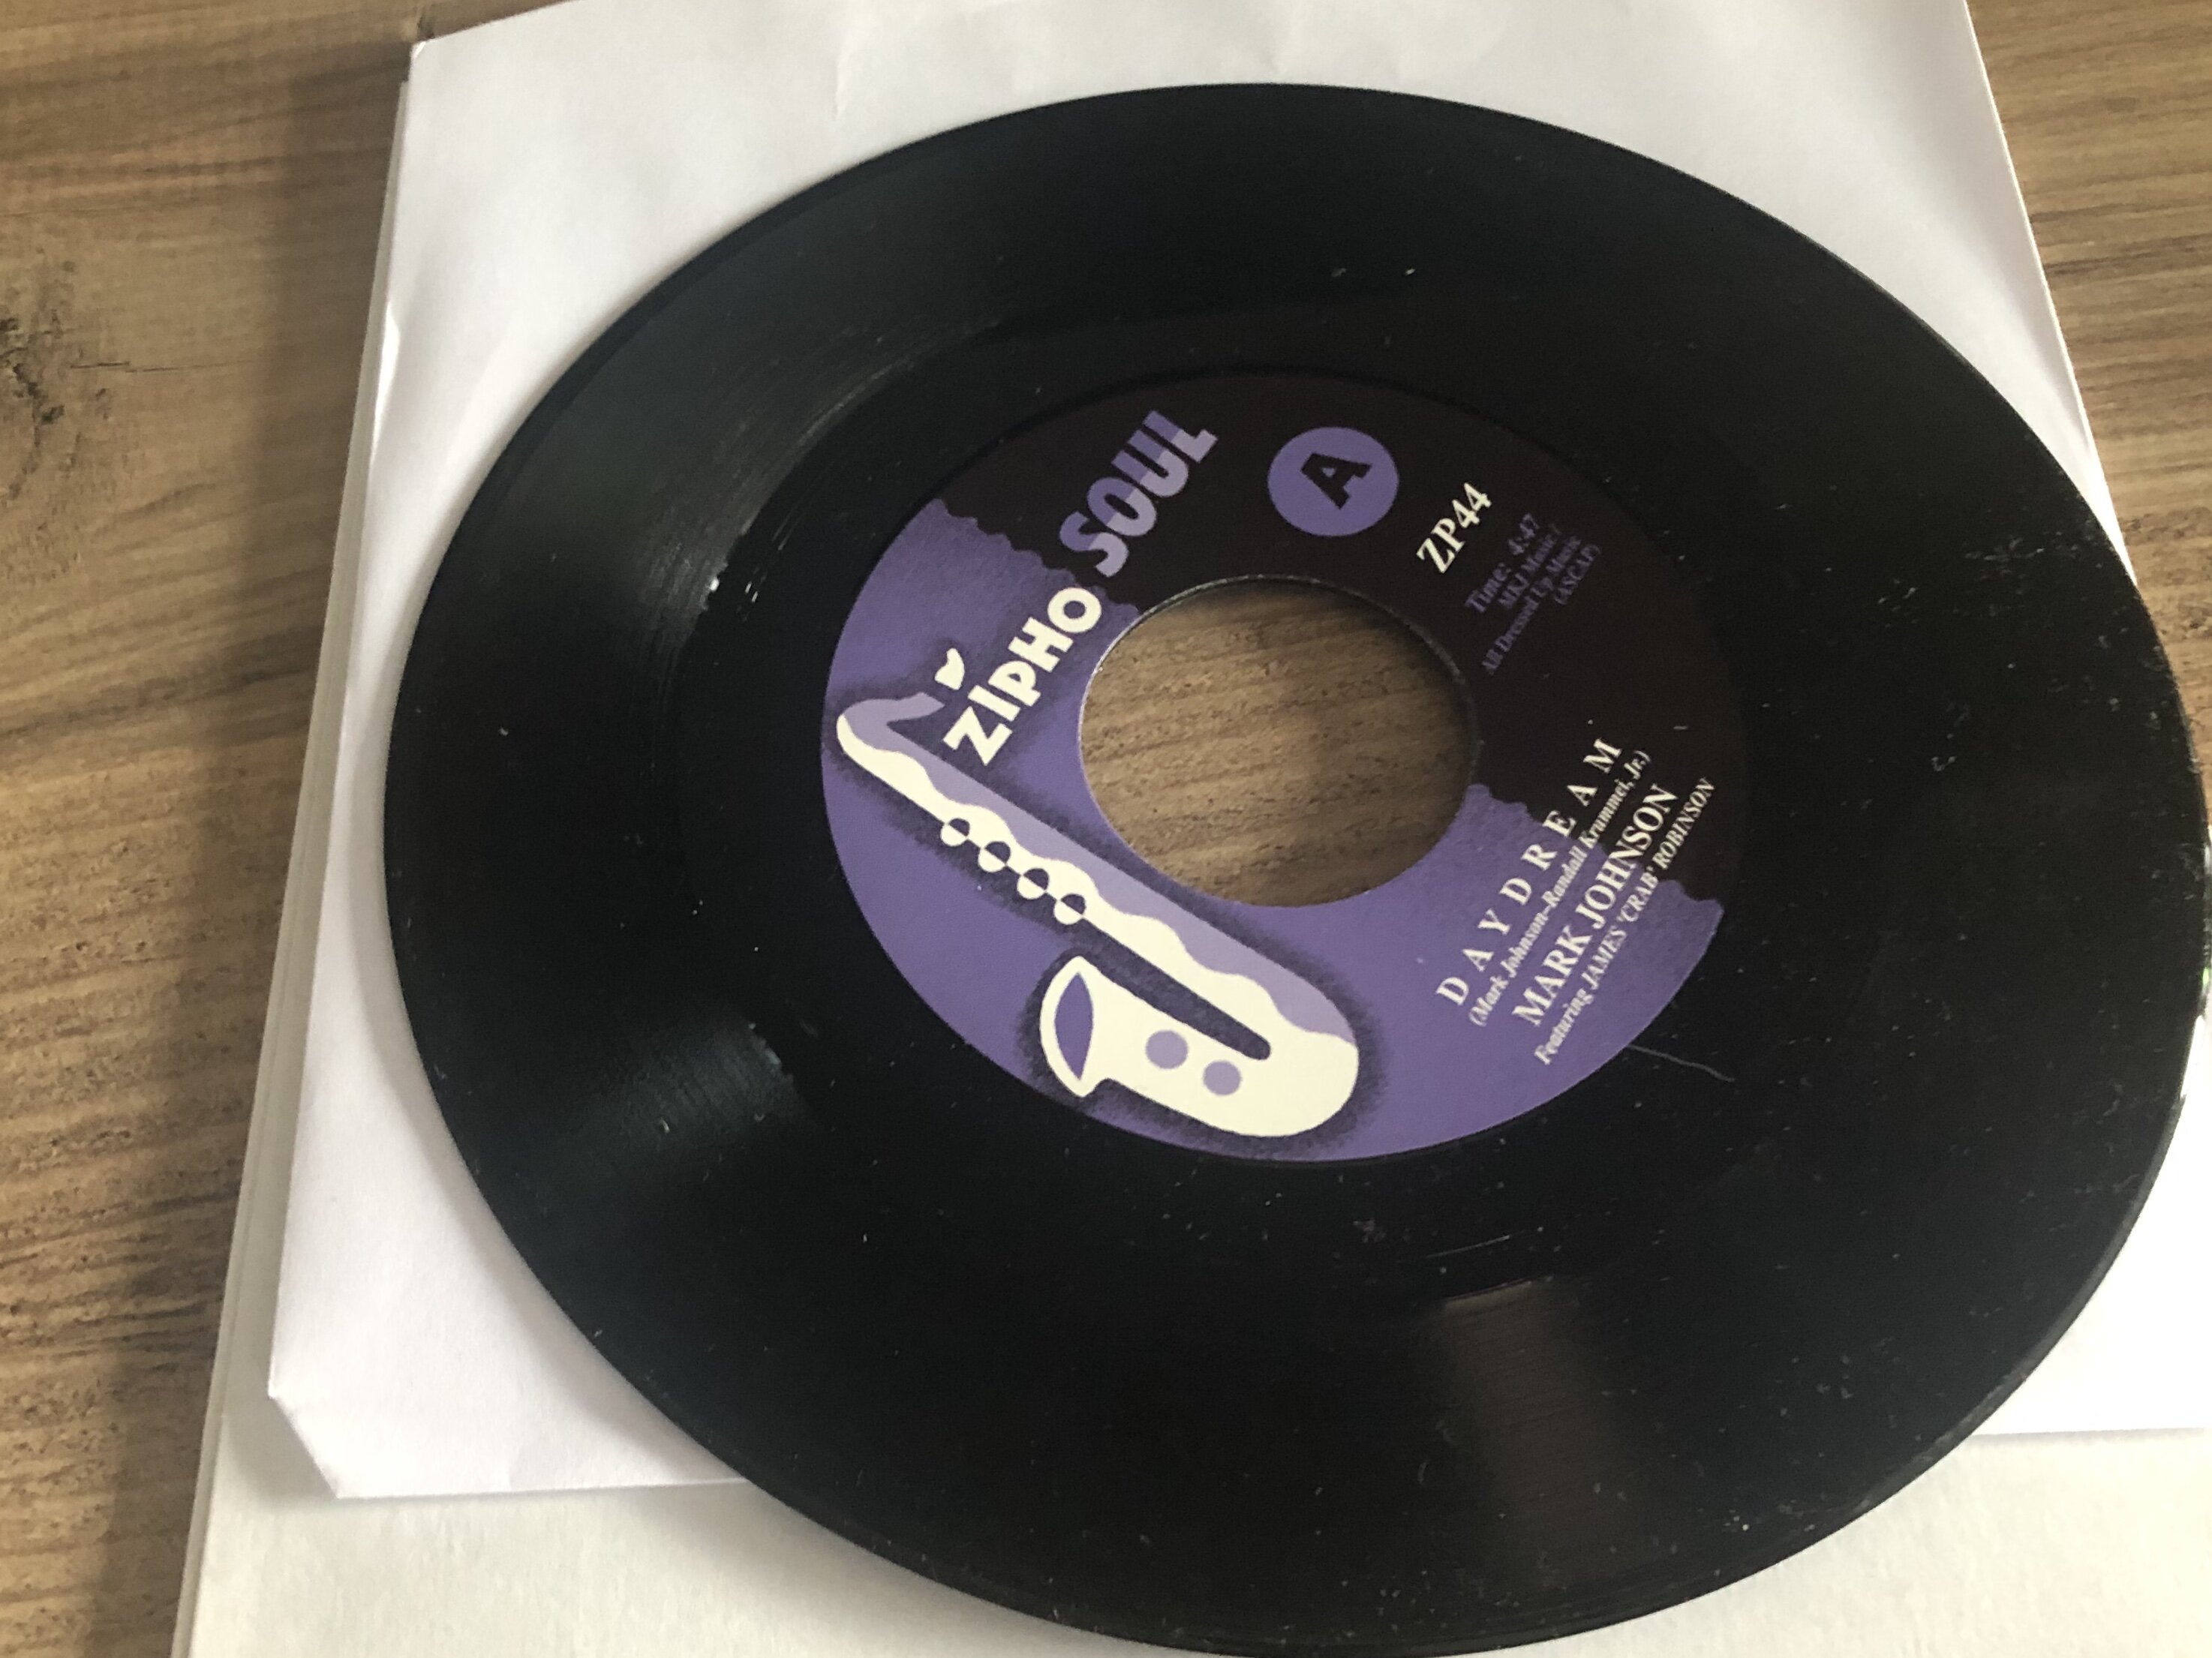 ZIPHO SOUL
A
ZP44
Time: 4:47
MKJ Music /
All Dressed Up Music
(ASCAP)
DAYDREAM
(Mark Johnson-Randall Krummel, Jr.)
MARK JOHNSON
Featuring JAMES 'CRAB' ROBINSON